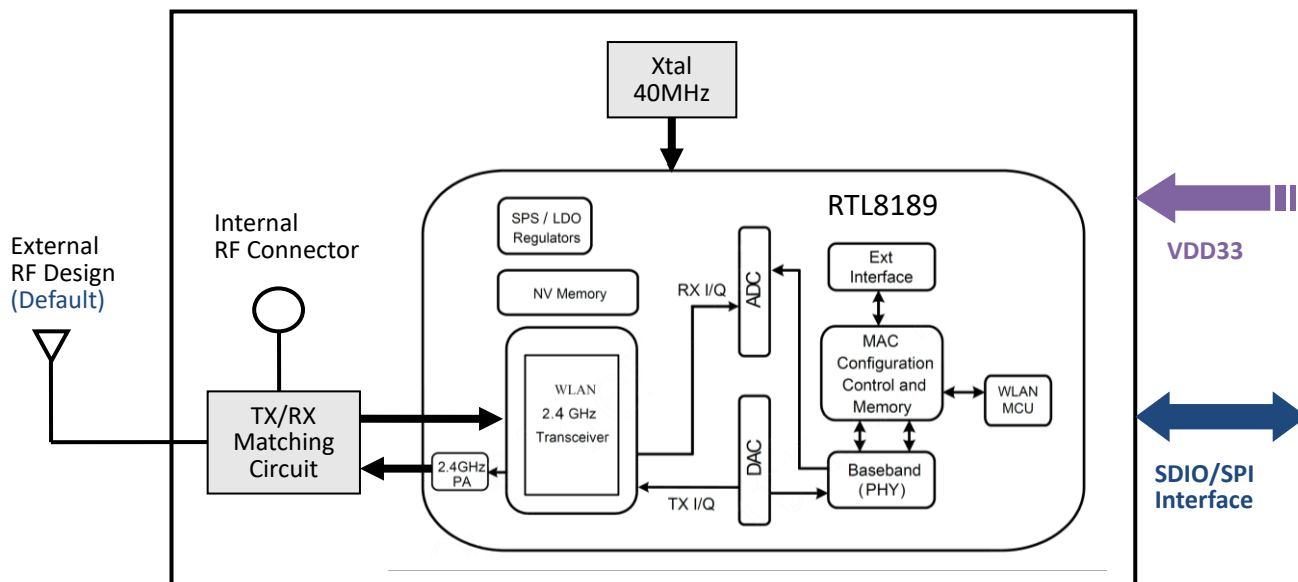 Xtal
40MHz
RTL8189
SPS / LDO
Regulators
NV Memory
RX I/Q
ADC
Ext
Interface
VDD33
Internal
RF Connector
External
RF Design
(Default)
WLAN
2.4 GHz
Transceiver
MAC
Configuration
Control and
Memory
WLAN
MCU
TX/RX
Matching
Circuit
2.4GHz
PA
DAC
TX I/Q
Baseband
(PHY)
SDIO/SPI
Interface